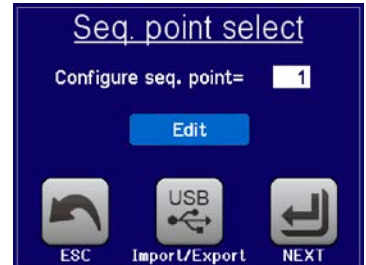 Seq. point select
Configure seq. point= 1
Edit
USB
ESC Import/Export NEXT